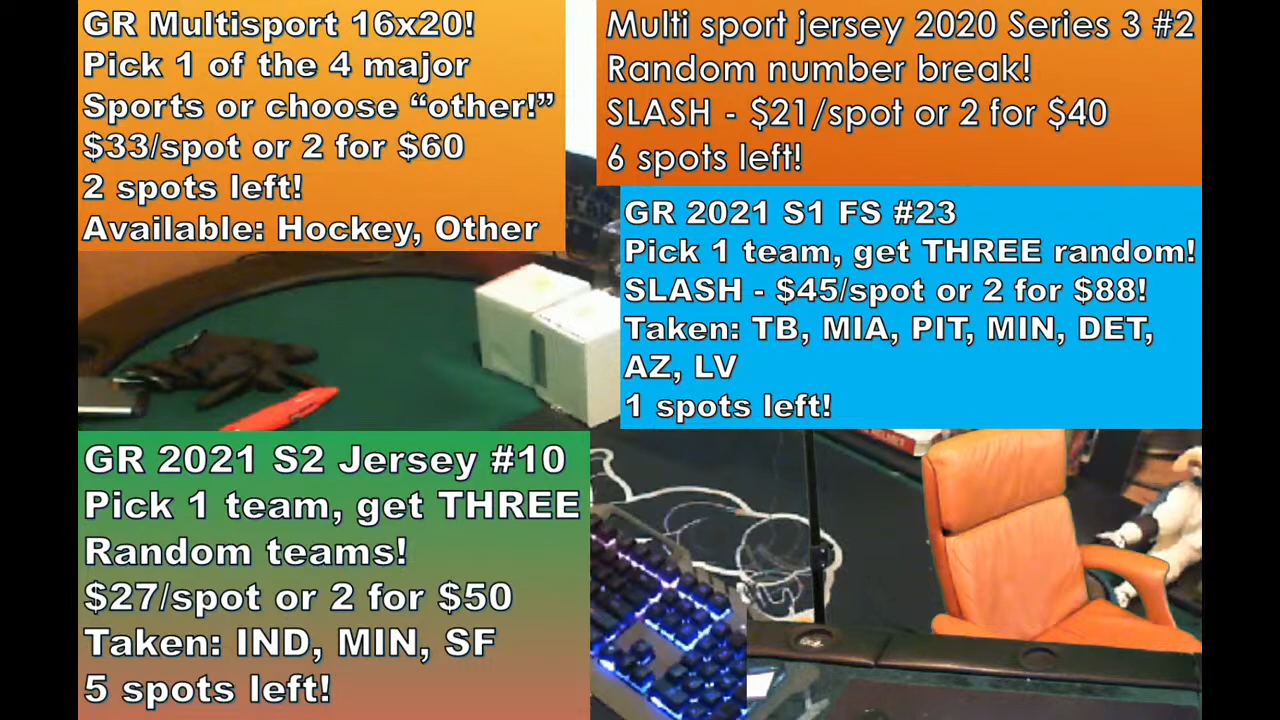 GR Multisport 16x20!
Pick 1 of the 4 major
Sports or choose “other!”
$33/spot or 2 for $60
2 spots left!
Available: Hockey, Other
Multi sport jersey 2020 Series 3 #2
Random number break!
SLASH - $21/spot or 2 for $40
6 spots left!
GR 2021 S1 FS #23
Pick 1 team, get THREE random!
SLASH - $45/spot or 2 for $88!
Taken: TB, MIA, PIT, MIN, DET,
AZ, LV
1 spots left!
GR 2021 S2 Jersey #10
Pick 1 team, get THREE
Random teams!
$27/spot or 2 for $50
Taken: IND, MIN, SF
5 spots left!